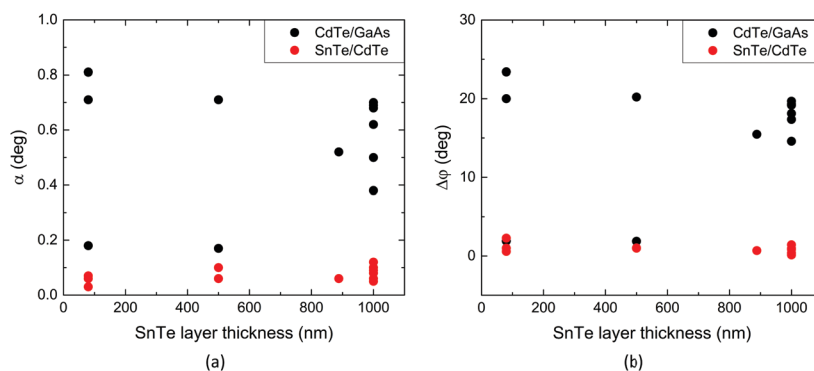 CdTe/GaAs
SnTe/CdTe
1.0
0.8
0.6
0.4
0.2
0.0
α (deg)
0 200 400 600 800 1000
SnTe layer thickness (nm)
(a)
CdTe/GaAs
SnTe/CdTe
30
20
10
0
Δφ (deg)
0 200 400 600 800 1000
SnTe layer thickness (nm)
(b)